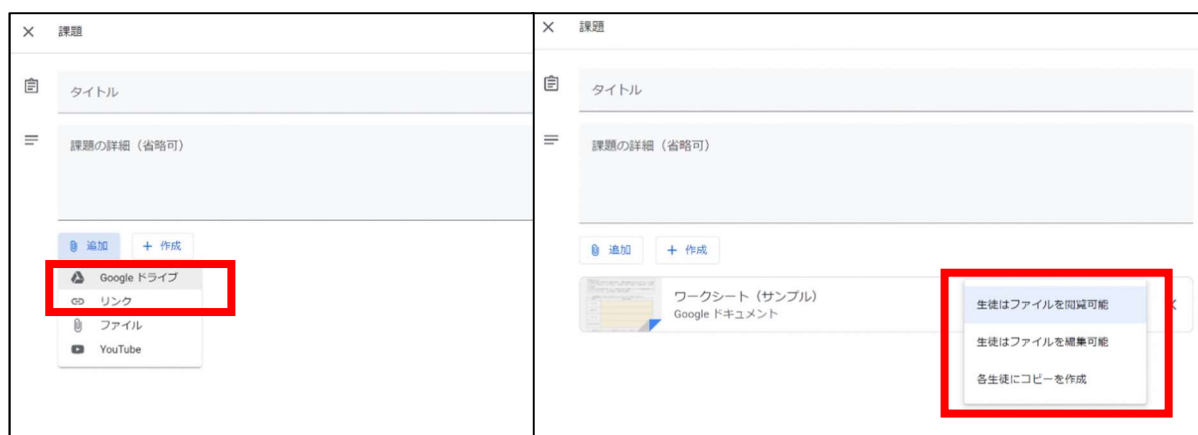 課題
タイトル
課題の詳細（省略可）
追加
作成
Google ドライブ
リンク
ファイル
YouTube
課題
タイトル
課題の詳細（省略可）
追加
作成
ワークシート（サンプル）
Google ドキュメント
生徒はファイルを閲覧可能
生徒はファイルを編集可能
各生徒にコピーを作成